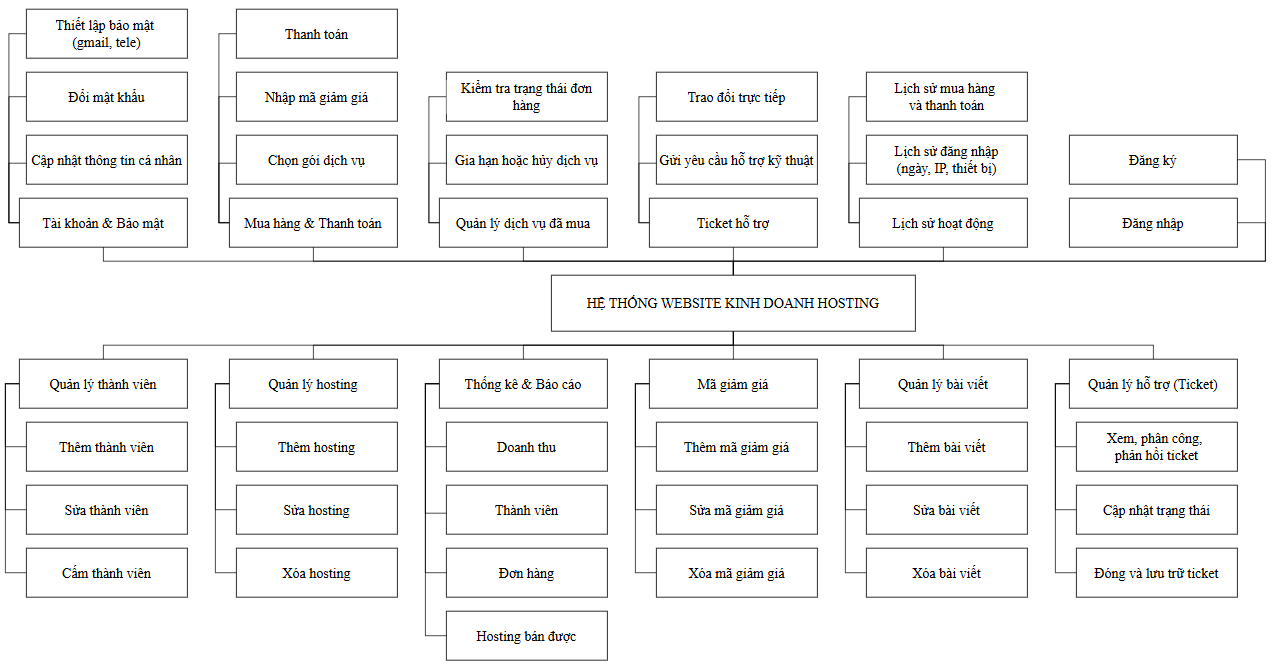 Thiết lập bảo mật
(gmail, tele)
Thanh toán
Đổi mật khẩu
Nhập mã giảm giá
Kiểm tra trạng thái đơn
hàng
Trao đổi trực tiếp
Lịch sử mua hàng
và thanh toán
Cập nhật thông tin cá nhân
Chọn gói dịch vụ
Gia hạn hoặc hủy dịch vụ
Gửi yêu cầu hỗ trợ kỹ thuật
Lịch sử đăng nhập
(ngày, IP, thiết bị)
Đăng ký
Tài khoản & Bảo mật
Mua hàng & Thanh toán
Quản lý dịch vụ đã mua
Ticket hỗ trợ
Lịch sử hoạt động
Đăng nhập
HỆ THỐNG WEBSITE KINH DOANH HOSTING
Quản lý thành viên
Quản lý hosting
Thống kê & Báo cáo
Mã giảm giá
Quản lý bài viết
Quản lý hỗ trợ (Ticket)
Thêm thành viên
Thêm hosting
Doanh thu
Thêm mã giảm giá
Thêm bài viết
Xem, phân công,
phản hồi ticket
Sửa thành viên
Sửa hosting
Thành viên
Sửa mã giảm giá
Sửa bài viết
Cập nhật trạng thái
Cấm thành viên
Xóa hosting
Đơn hàng
Xóa mã giảm giá
Xóa bài viết
Đóng và lưu trữ ticket
Hosting bán được